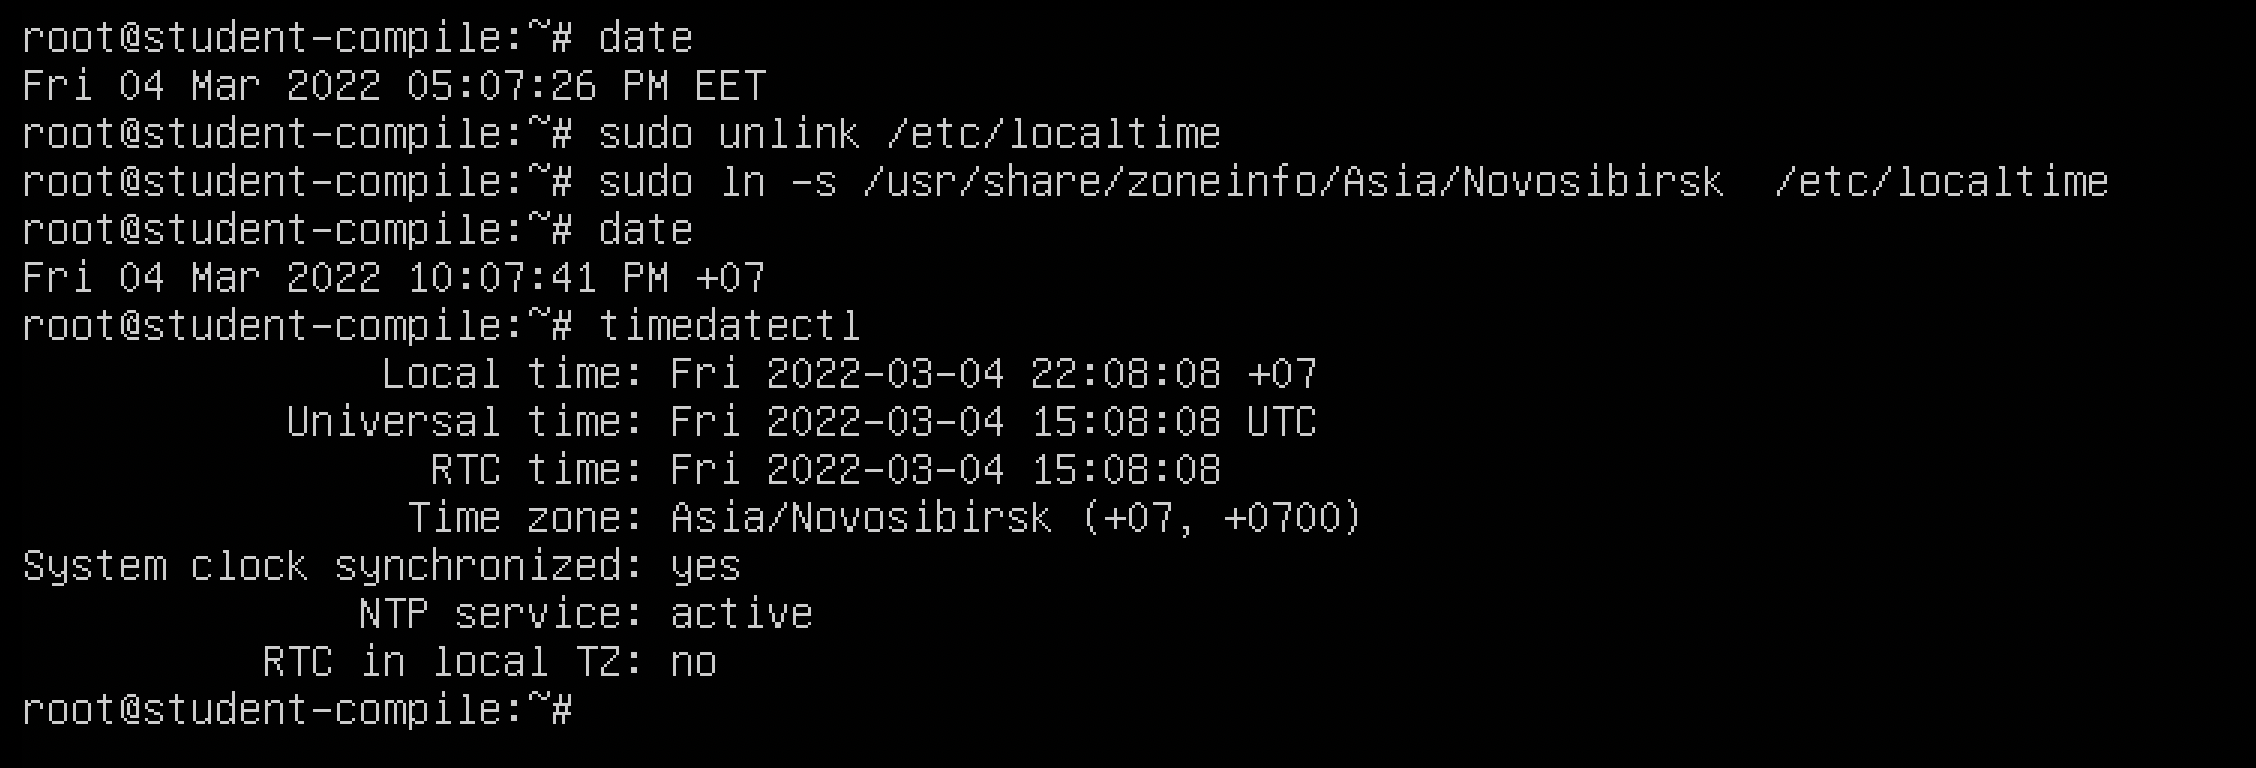 root@student-compile:~# date
Fri 04 Mar 2022 05:07:26 PM EET
root@student-compile:~# sudo unlink /etc/localtime
root@student-compile:~# sudo ln -s /usr/share/zoneinfo/Asia/Novosibirsk  /etc/localtime
root@student-compile:~# date
Fri 04 Mar 2022 10:07:41 PM +07
root@student-compile:~# timedatectl
               Local time: Fri 2022-03-04 22:08:08 +07
           Universal time: Fri 2022-03-04 15:08:08 UTC
                 RTC time: Fri 2022-03-04 15:08:08
                Time zone: Asia/Novosibirsk (+07, +0700)
System clock synchronized: yes
              NTP service: active
          RTC in local TZ: no
root@student-compile:~#